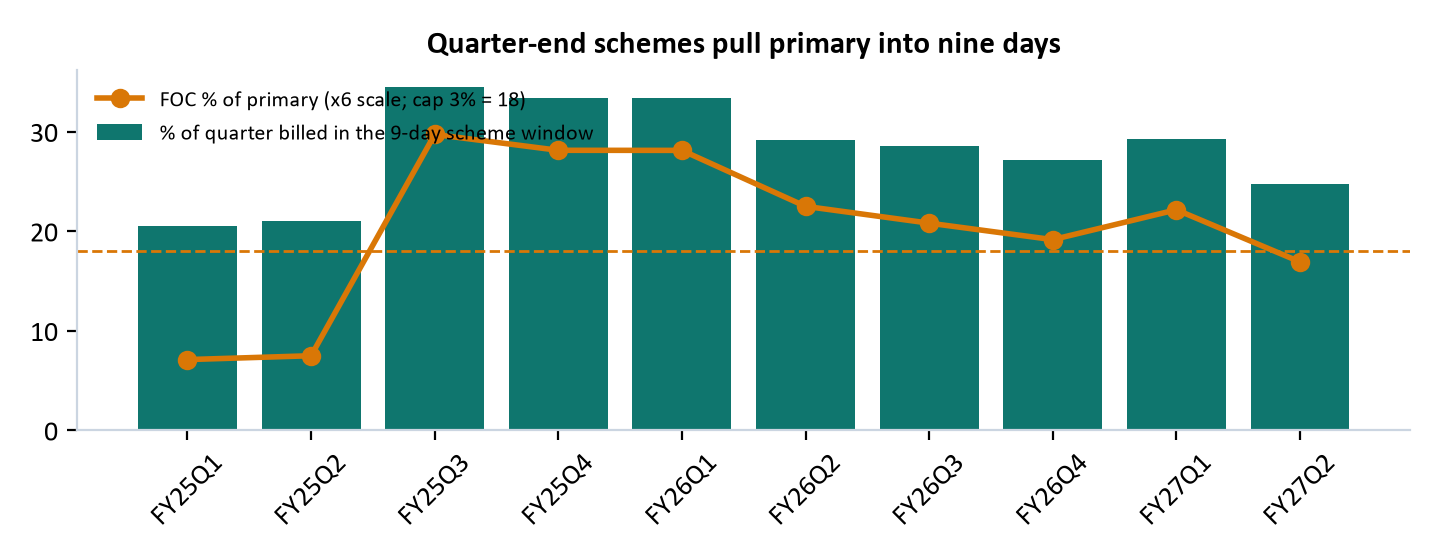 Quarter-end schemes pull primary into nine days
FOC % of primary (x6 scale; cap 3% = 18)
% of quarter billed in the 9-day scheme window
30
20
10
0
FY25Q1
FY25Q2
FY25Q3
FY25Q4
FY26Q1
FY26Q2
FY26Q3
FY26Q4
FY27Q1
FY27Q2